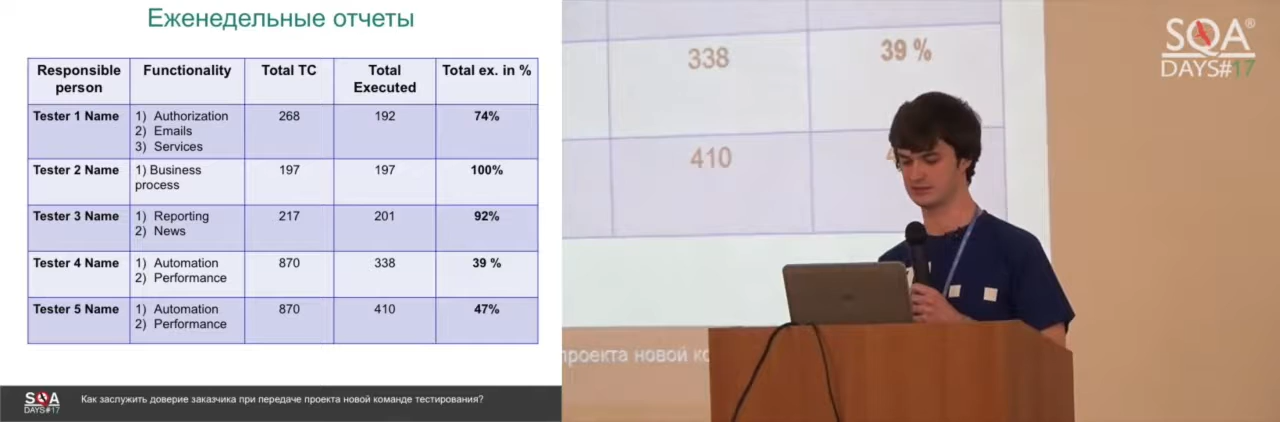 Еженедельные отчеты
Responsible person Functionality Total TC Total Executed Total ex. in %
Tester 1 Name 1) Authorization 2) Emails 3) Services 268 192 74%
Tester 2 Name 1) Business process 197 197 100%
Tester 3 Name 1) Reporting 2) News 217 201 92%
Tester 4 Name 1) Automation 2) Performance 870 338 39 %
Tester 5 Name 1) Automation 2) Performance 870 410 47%
SQA DAYS#17
Как заслужить доверие заказчика при передаче проекта новой команде тестирования?
338 39 %
410
проекта новой
SQA®
DAYS#17